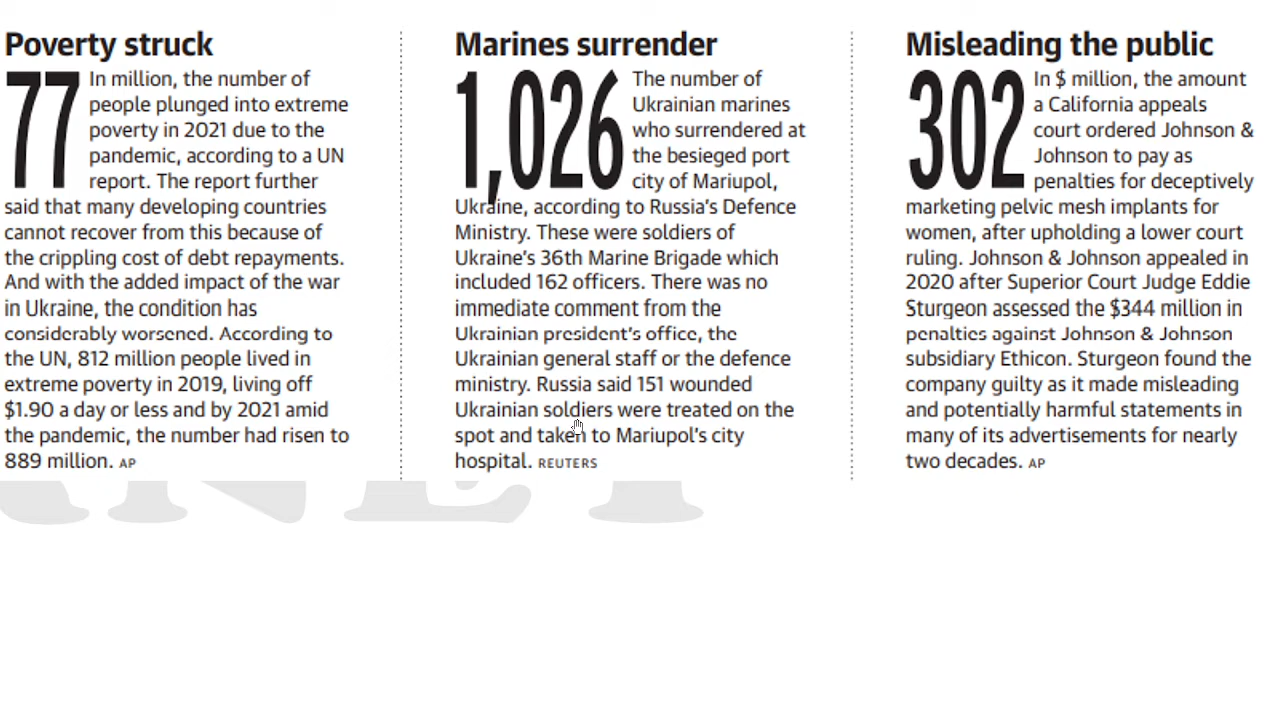 Poverty struck
77
In million, the number of
people plunged into extreme
poverty in 2021 due to the
pandemic, according to a UN
report. The report further
said that many developing countries
cannot recover from this because of
the crippling cost of debt repayments.
And with the added impact of the war
in Ukraine, the condition has
considerably worsened. According to
the UN, 812 million people lived in
extreme poverty in 2019, living off
$1.90 a day or less and by 2021 amid
the pandemic, the number had risen to
889 million. AP
Marines surrender
1,026
The number of
Ukrainian marines
who surrendered at
the besieged port
city of Mariupol,
Ukraine, according to Russia's Defence
Ministry. These were soldiers of
Ukraine's 36th Marine Brigade which
included 162 officers. There was no
immediate comment from the
Ukrainian president's office, the
Ukrainian general staff or the defence
ministry. Russia said 151 wounded
Ukrainian soldiers were treated on the
spot and taken to Mariupol's city
hospital. REUTERS
Misleading the public
302
In $ million, the amount
a California appeals
court ordered Johnson &
Johnson to pay as
penalties for deceptively
marketing pelvic mesh implants for
women, after upholding a lower court
ruling. Johnson & Johnson appealed in
2020 after Superior Court Judge Eddie
Sturgeon assessed the $344 million in
penalties against Johnson & Johnson
subsidiary Ethicon. Sturgeon found the
company guilty as it made misleading
and potentially harmful statements in
many of its advertisements for nearly
two decades. AP